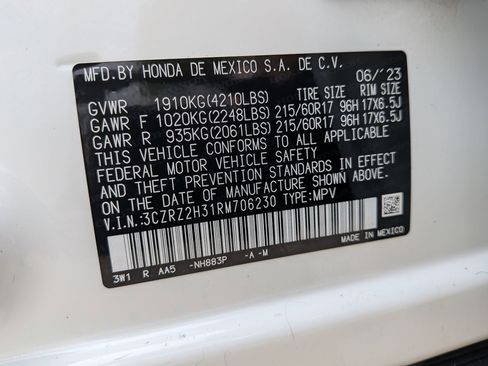 MFD.BY HONDA DE MEXICO S.A. DE C.V.
06/'23
TIRE SIZE RIM SIZE
GVWR 1910KG(4210LBS)
GAWR F 1020KG(2248LBS) 215/60R17 96H 17X6.5J
GAWR R 935KG(2061LBS) 215/60R17 96H 17X6.5J
THIS VEHICLE CONFORMS TO ALL APPLICABLE
FEDERAL MOTOR VEHICLE SAFETY
AND THEFT PREVENTION STANDARDS IN EFFECT ON
THE DATE OF MANUFACTURE SHOWN ABOVE.
V.I.N.:3CZRZ2H31RM706230 TYPE:MPV
3W1 R AA5 -NH883P -A -M
MADE IN MEXICO